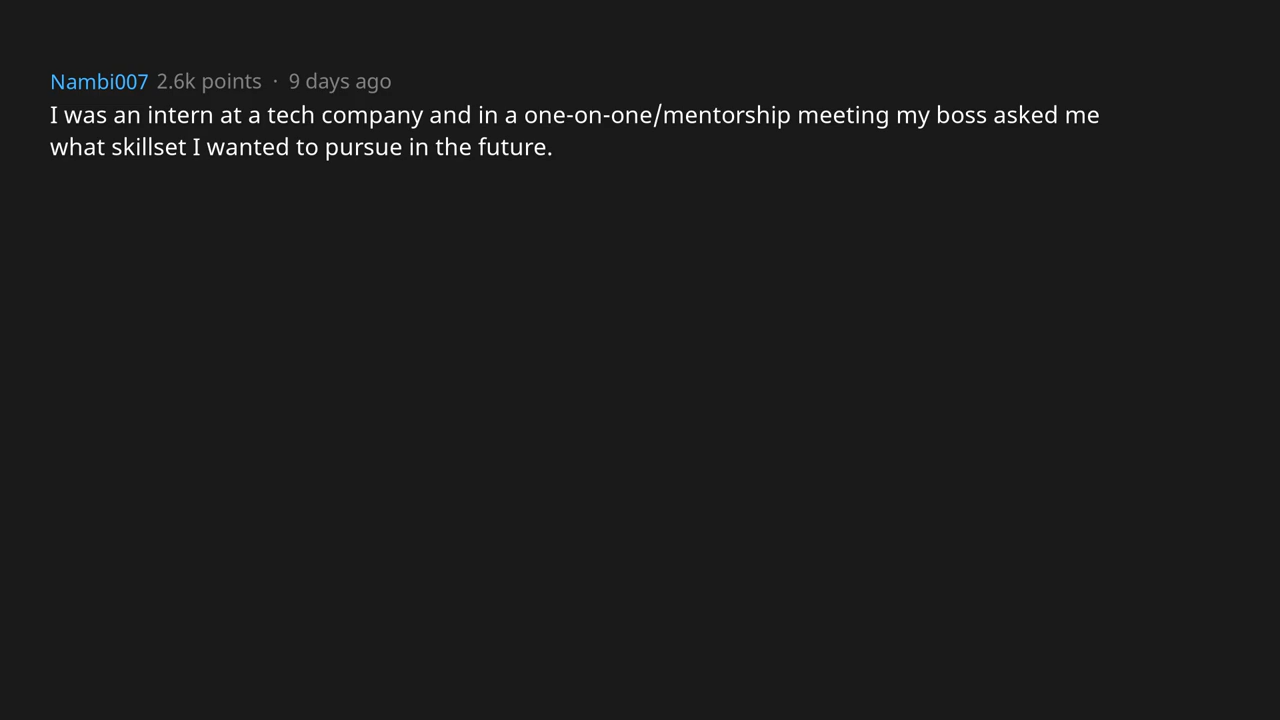 Nambi007 2.6k points · 9 days ago
I was an intern at a tech company and in a one-on-one/mentorship meeting my boss asked me
what skillset I wanted to pursue in the future.